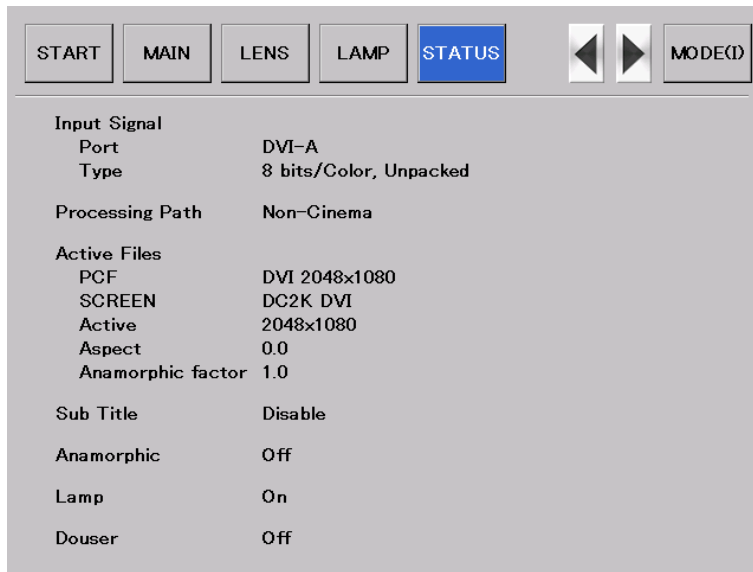 START MAIN LENS LAMP STATUS MODE(I)
Input Signal
Port DVI-A
Type 8 bits/Color, Unpacked
Processing Path Non-Cinema
Active Files
PCF DVI 2048x1080
SCREEN DC2K DVI
Active 2048x1080
Aspect 0.0
Anamorphic factor 1.0
Sub Title Disable
Anamorphic Off
Lamp On
Douser Off